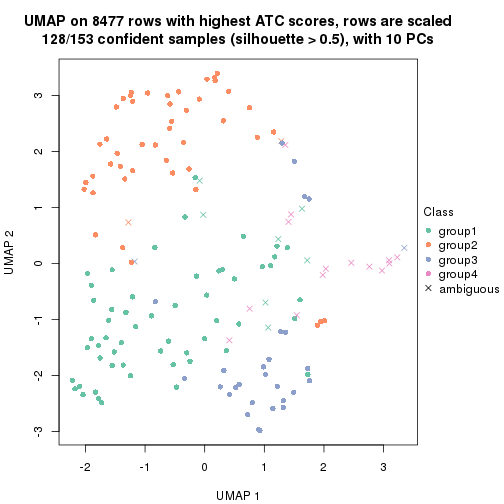 UMAP on 8477 rows with highest ATC scores, rows are scaled
128/153 confident samples (silhouette > 0.5), with 10 PCs
3
2
1
0
-1
-2
-3
UMAP 2
-2
-1
0
1
2
3
UMAP 1
Class
group1
group2
group3
group4
ambiguous